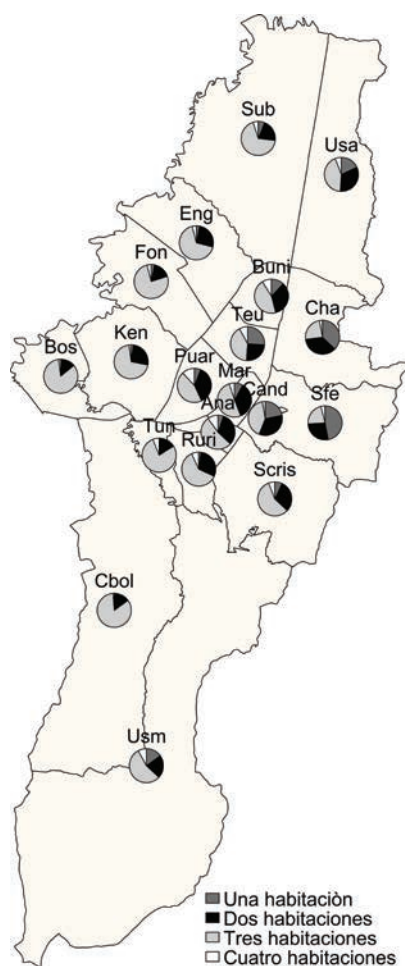 Sub
Usa
Eng
Fon
Buni
Cha
Teu
Bos
Ken
Puar
Mar
Cand
Sfe
Ana
Tun
Ruri
Scris
Cbol
Usm
Una habitaciòn
Dos habitaciones
Tres habitaciones
Cuatro habitaciones